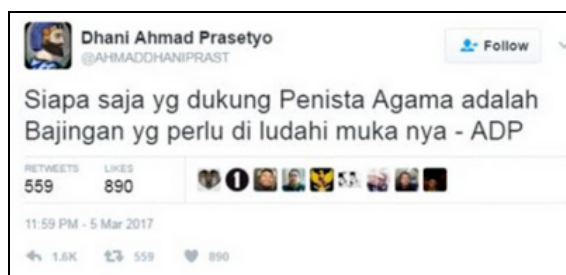 Dhani Ahmad Prasetyo
@AHMADDHANIPRAST
Follow
Siapa saja yg dukung Penista Agama adalah
Bajingan yg perlu di ludahi muka nya - ADP
RETWEETS LIKES
559 890
11:59 PM - 5 Mar 2017
1.6K 559 890